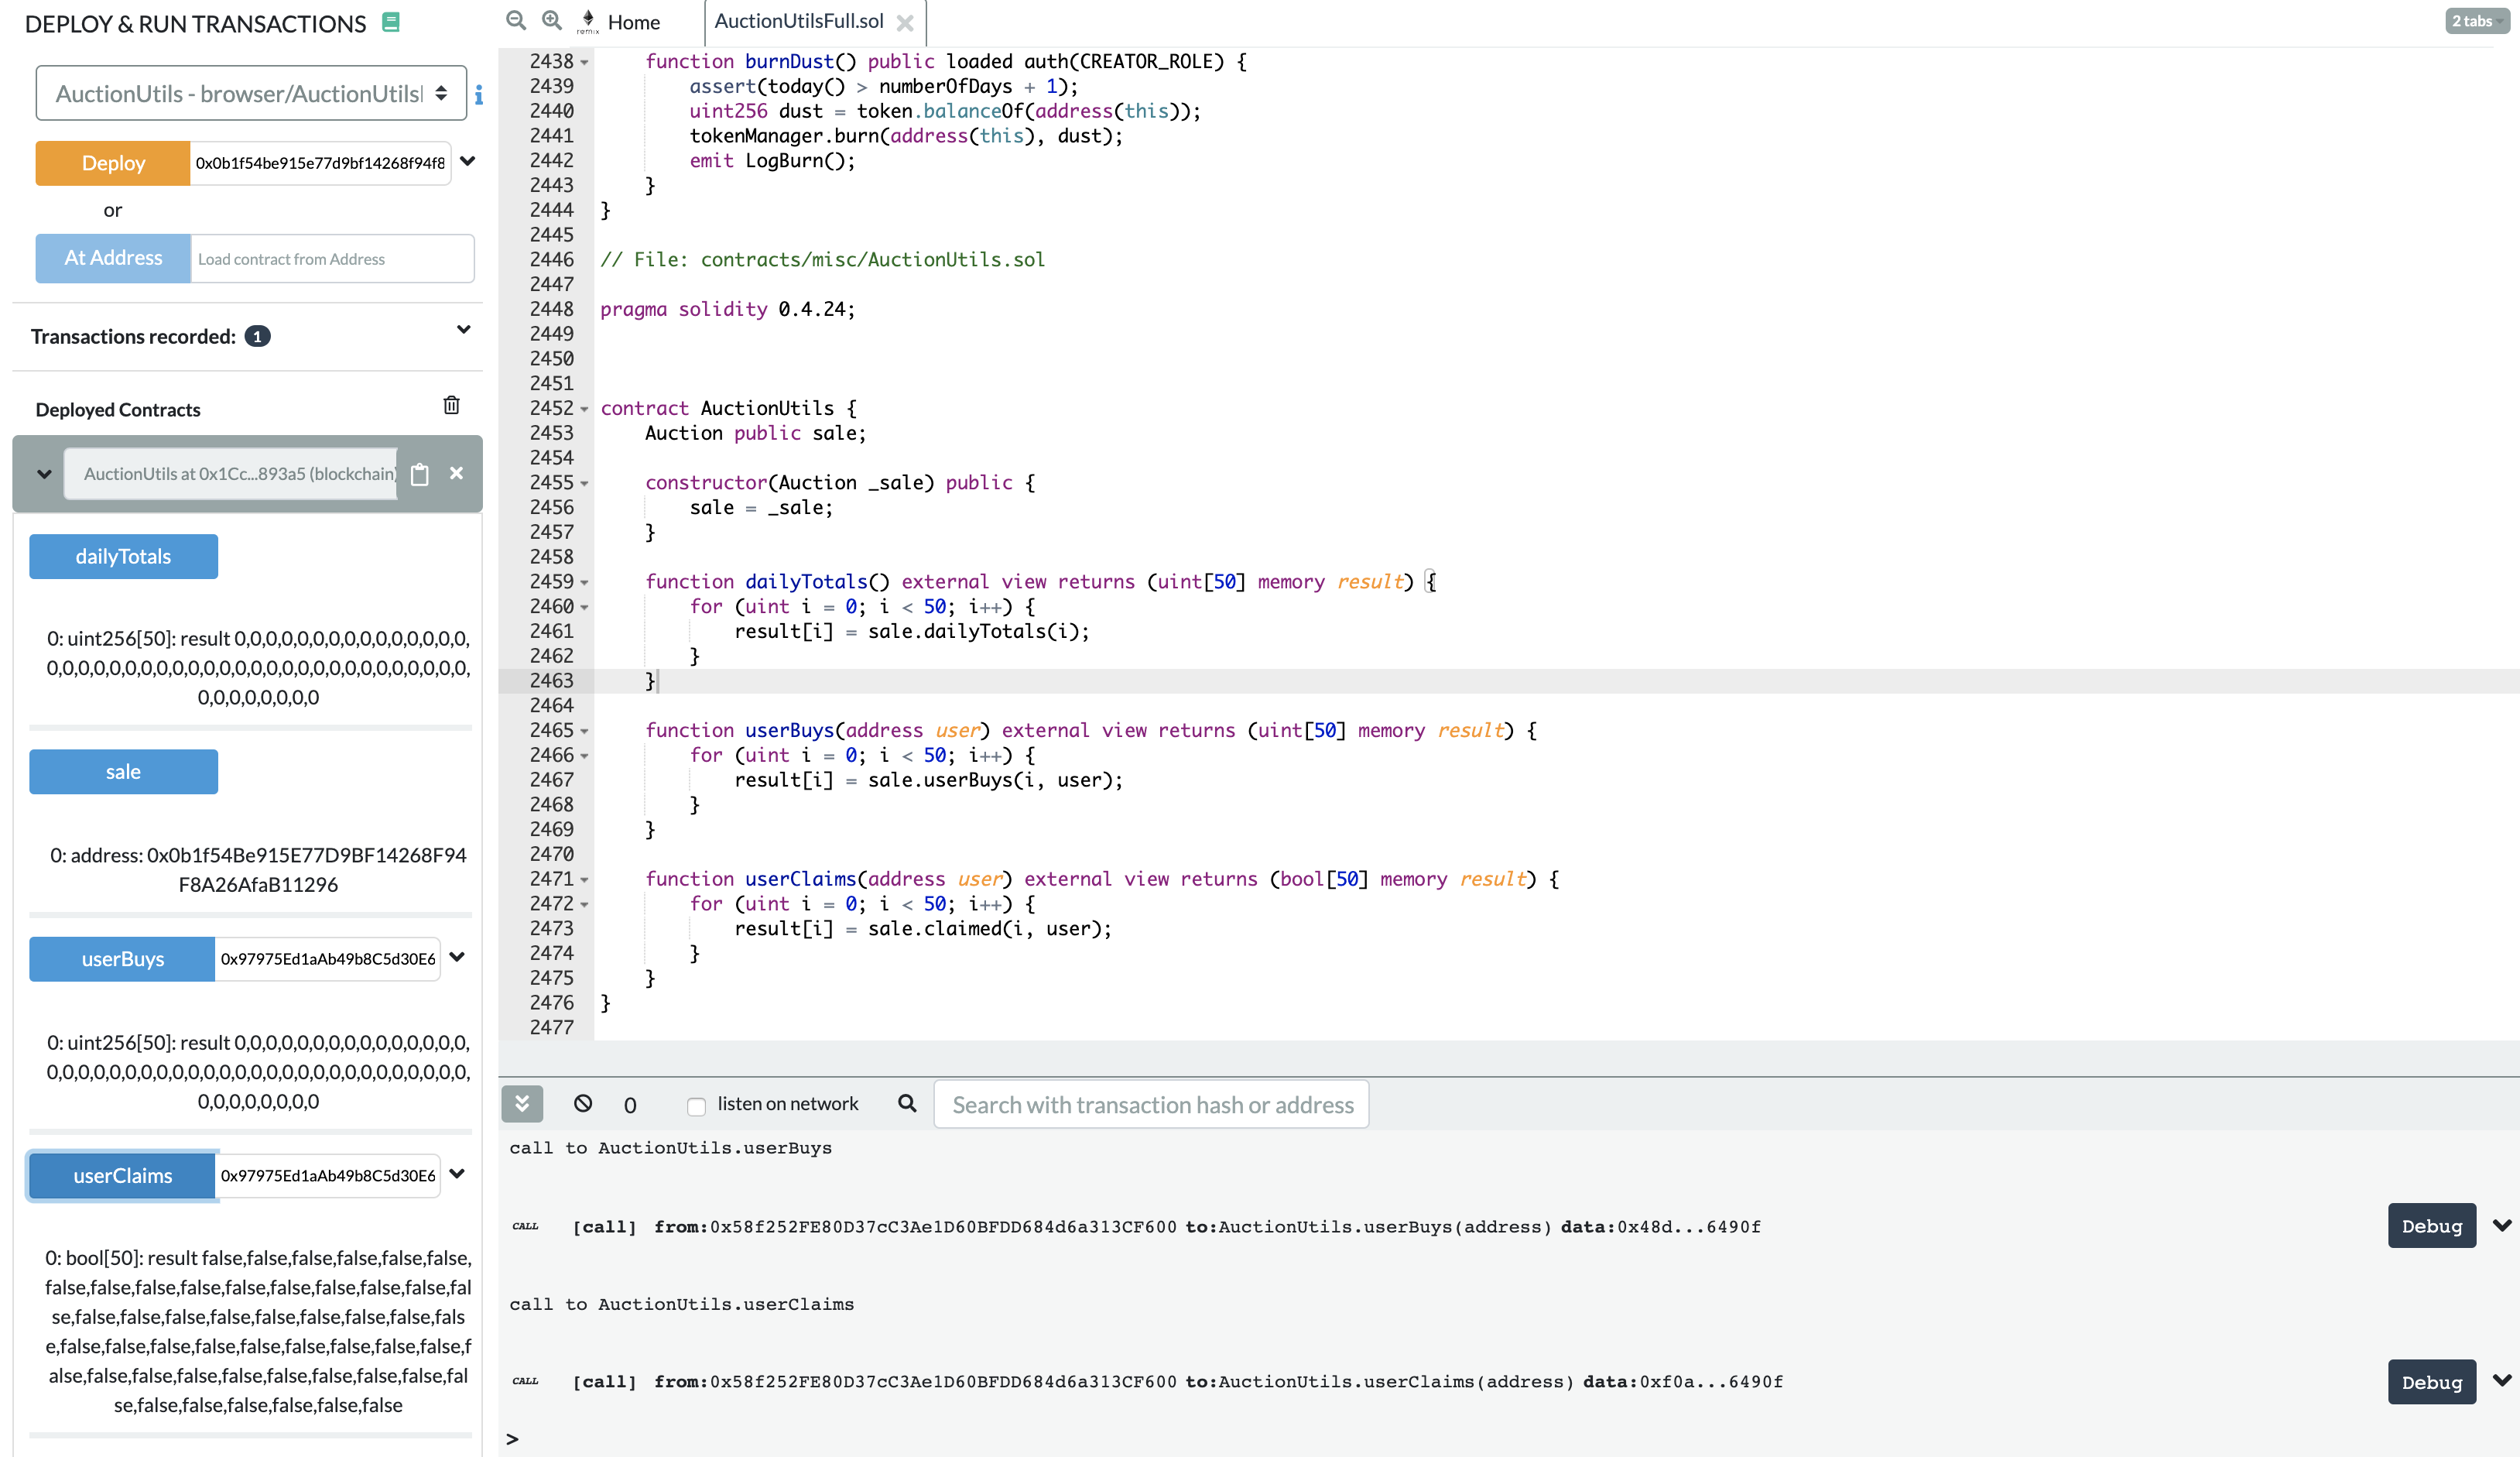 DEPLOY & RUN TRANSACTIONS
AuctionUtils - browser/AuctionUtilsl
i
Deploy 0x0b1f54be915e77d9bf14268f94f8
or
At Address Load contract from Address
Transactions recorded: 1
Deployed Contracts
AuctionUtils at 0x1Cc...893a5 (blockchain)
dailyTotals
0: uint256[50]: result 0,0,0,0,0,0,0,0,0,0,0,0,0,0,0,
0,0,0,0,0,0,0,0,0,0,0,0,0,0,0,0,0,0,0,0,0,0,0,0,0,0,0,
0,0,0,0,0,0,0,0
sale
0: address: 0x0b1f54Be915E77D9BF14268F94
F8A26AfaB11296
userBuys 0x97975Ed1aAb49b8C5d30E6
0: uint256[50]: result 0,0,0,0,0,0,0,0,0,0,0,0,0,0,0,
0,0,0,0,0,0,0,0,0,0,0,0,0,0,0,0,0,0,0,0,0,0,0,0,0,0,0,
0,0,0,0,0,0,0,0
userClaims 0x97975Ed1aAb49b8C5d30E6
0: bool[50]: result false,false,false,false,false,false,
false,false,false,false,false,false,false,false,false,fal
se,false,false,false,false,false,false,false,false,fals
e,false,false,false,false,false,false,false,false,false,f
alse,false,false,false,false,false,false,false,false,fal
se,false,false,false,false,false,false
remix Home
AuctionUtilsFull.sol
2 tabs
2438 function burnDust() public loaded auth(CREATOR_ROLE) {
2439 assert(today() > numberOfDays + 1);
2440 uint256 dust = token.balanceOf(address(this));
2441 tokenManager.burn(address(this), dust);
2442 emit LogBurn();
2443 }
2444 }
2445
2446 // File: contracts/misc/AuctionUtils.sol
2447
2448 pragma solidity 0.4.24;
2449
2450
2451
2452 contract AuctionUtils {
2453 Auction public sale;
2454
2455 constructor(Auction _sale) public {
2456 sale = _sale;
2457 }
2458
2459 function dailyTotals() external view returns (uint[50] memory result) {
2460 for (uint i = 0; i < 50; i++) {
2461 result[i] = sale.dailyTotals(i);
2462 }
2463 }
2464
2465 function userBuys(address user) external view returns (uint[50] memory result) {
2466 for (uint i = 0; i < 50; i++) {
2467 result[i] = sale.userBuys(i, user);
2468 }
2469 }
2470
2471 function userClaims(address user) external view returns (bool[50] memory result) {
2472 for (uint i = 0; i < 50; i++) {
2473 result[i] = sale.claimed(i, user);
2474 }
2475 }
2476 }
2477
0 listen on network Search with transaction hash or address
call to AuctionUtils.userBuys
CALL [call] from:0x58f252FE80D37cC3Ae1D60BFDD684d6a313CF600 to:AuctionUtils.userBuys(address) data:0x48d...6490f Debug
call to AuctionUtils.userClaims
CALL [call] from:0x58f252FE80D37cC3Ae1D60BFDD684d6a313CF600 to:AuctionUtils.userClaims(address) data:0xf0a...6490f Debug
>